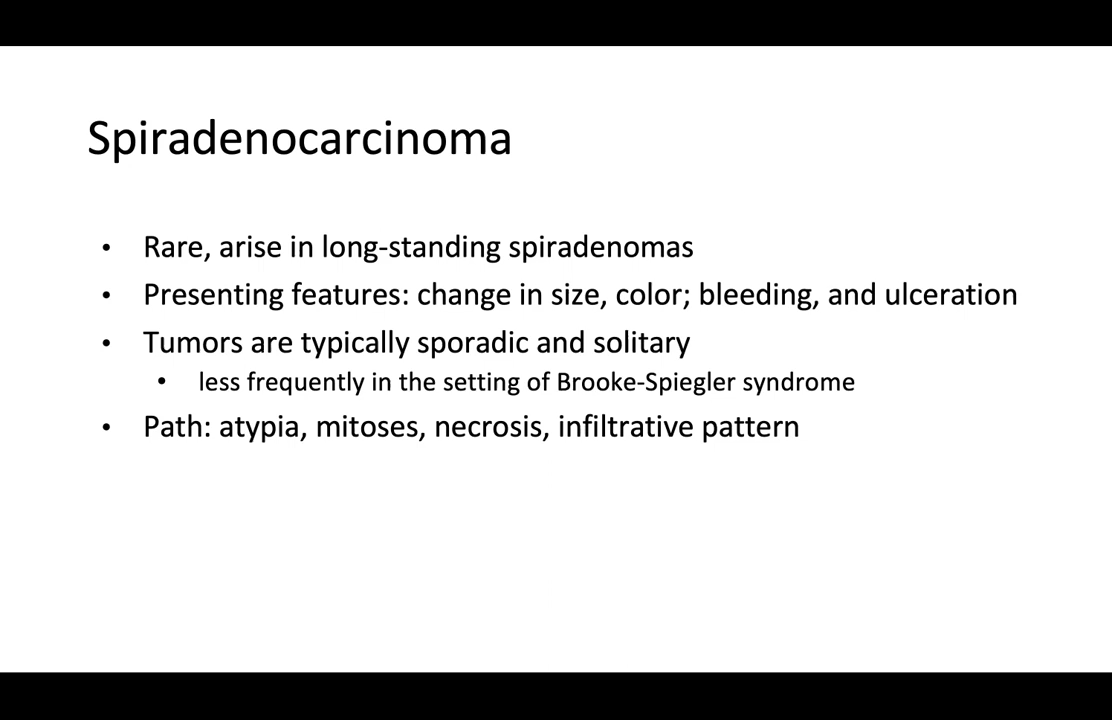 Spiradenocarcinoma
• Rare, arise in long-standing spiradenomas
• Presenting features: change in size, color; bleeding, and ulceration
• Tumors are typically sporadic and solitary
• less frequently in the setting of Brooke-Spiegler syndrome
• Path: atypia, mitoses, necrosis, infiltrative pattern